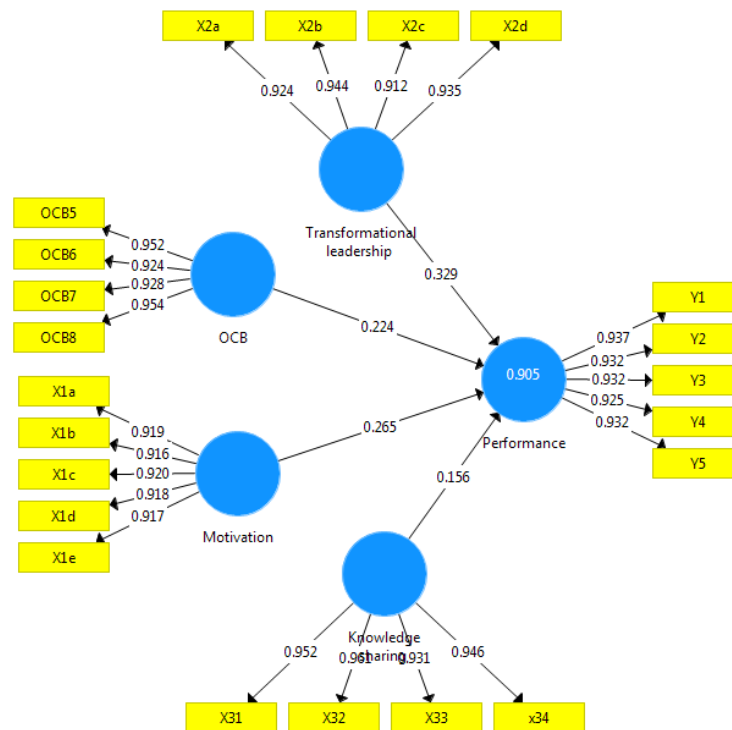 X2a
X2b
X2c
X2d
0.924
0.944
0.912
0.935
Transformational
leadership
OCB5
OCB6
OCB7
OCB8
0.952
0.924
0.928
0.954
OCB
0.329
0.224
X1a
X1b
X1c
X1d
X1e
0.919
0.916
0.920
0.918
0.917
Motivation
0.265
0.156
0.905
Performance
0.937
0.932
0.932
0.925
0.932
Y1
Y2
Y3
Y4
Y5
Knowledge
sharing
0.952
0.961
0.931
0.946
X31
X32
X33
x34